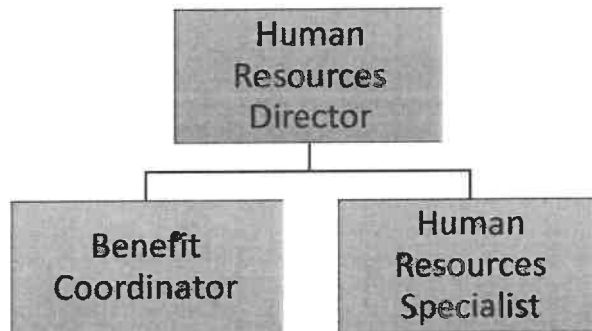 Human
Resources
Director
Benefit
Coordinator
Human
Resources
Specialist